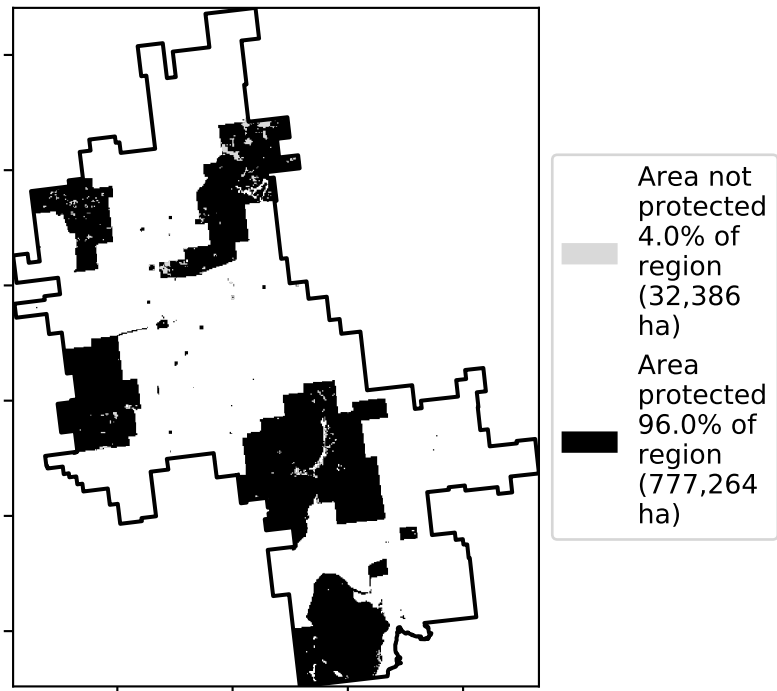 Area not
protected
4.0% of
region
(32,386
ha)
Area
protected
96.0% of
region
(777,264
ha)